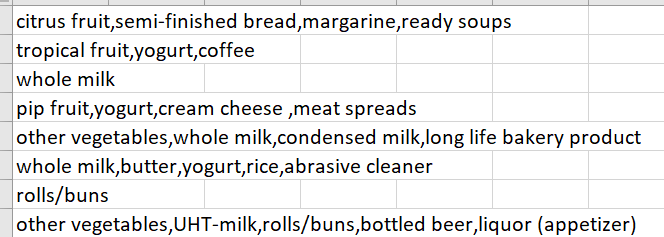 citrus fruit,semi-finished bread,margarine,ready soups
tropical fruit,yogurt,coffee
whole milk
pip fruit,yogurt,cream cheese ,meat spreads
other vegetables,whole milk,condensed milk,long life bakery product
whole milk,butter,yogurt,rice,abrasive cleaner
rolls/buns
other vegetables,UHT-milk,rolls/buns,bottled beer,liquor (appetizer)